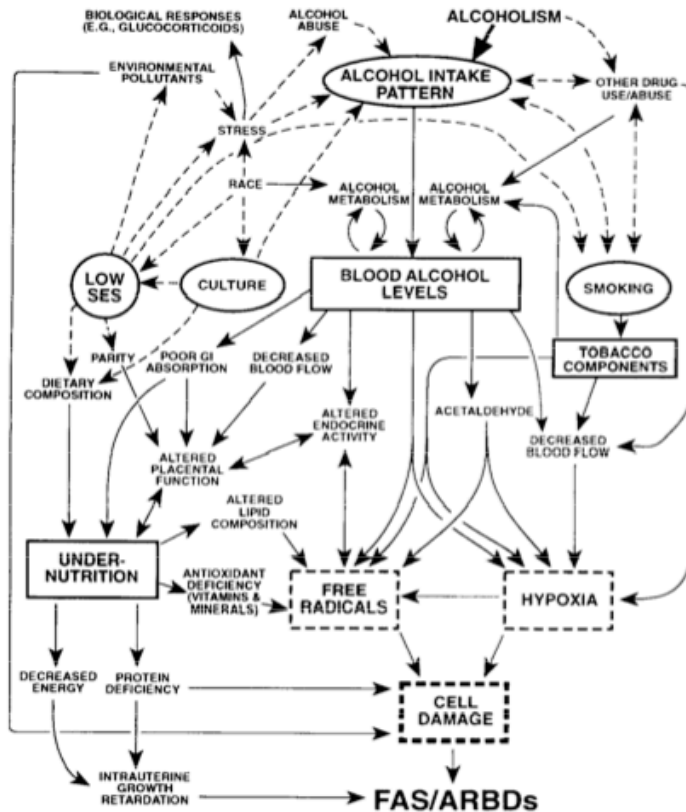 BIOLOGICAL RESPONSES
(E.G., GLUCOCORTICOIDS)
ALCOHOL
ABUSE
ALCOHOLISM
ENVIRONMENTAL
POLLUTANTS
ALCOHOL INTAKE
PATTERN
OTHER DRUG
USE/ABUSE
STRESS
RACE
ALCOHOL
METABOLISM
ALCOHOL
METABOLISM
LOW
SES
CULTURE
BLOOD ALCOHOL
LEVELS
SMOKING
PARITY
POOR GI
ABSORPTION
DECREASED
BLOOD FLOW
TOBACCO
COMPONENTS
DIETARY
COMPOSITION
ALTERED
ENDOCRINE
ACTIVITY
ACETALDEHYDE
DECREASED
BLOOD FLOW
ALTERED
PLACENTAL
FUNCTION
ALTERED
LIPID
COMPOSITION
UNDER-
NUTRITION
ANTIOXIDANT
DEFICIENCY
(VITAMINS &
MINERALS)
FREE
RADICALS
HYPOXIA
DECREASED
ENERGY
PROTEIN
DEFICIENCY
CELL
DAMAGE
INTRAUTERINE
GROWTH
RETARDATION
FAS/ARBDs